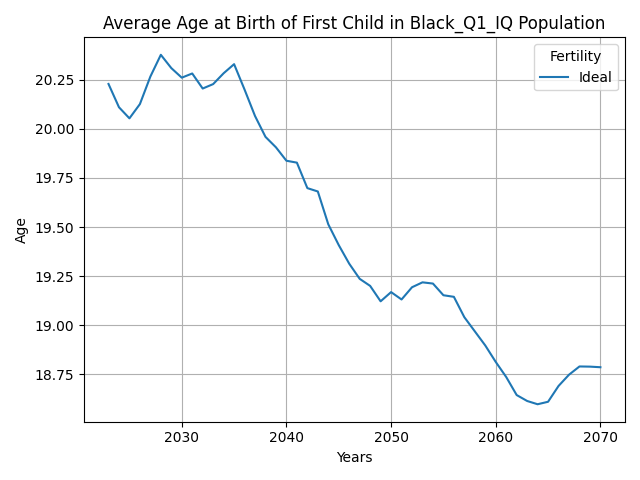 Average Age at Birth of First Child in Black_Q1_IQ Population
Fertility
Ideal
20.25
20.00
19.75
19.50
19.25
19.00
18.75
Age
2030 2040 2050 2060 2070
Years